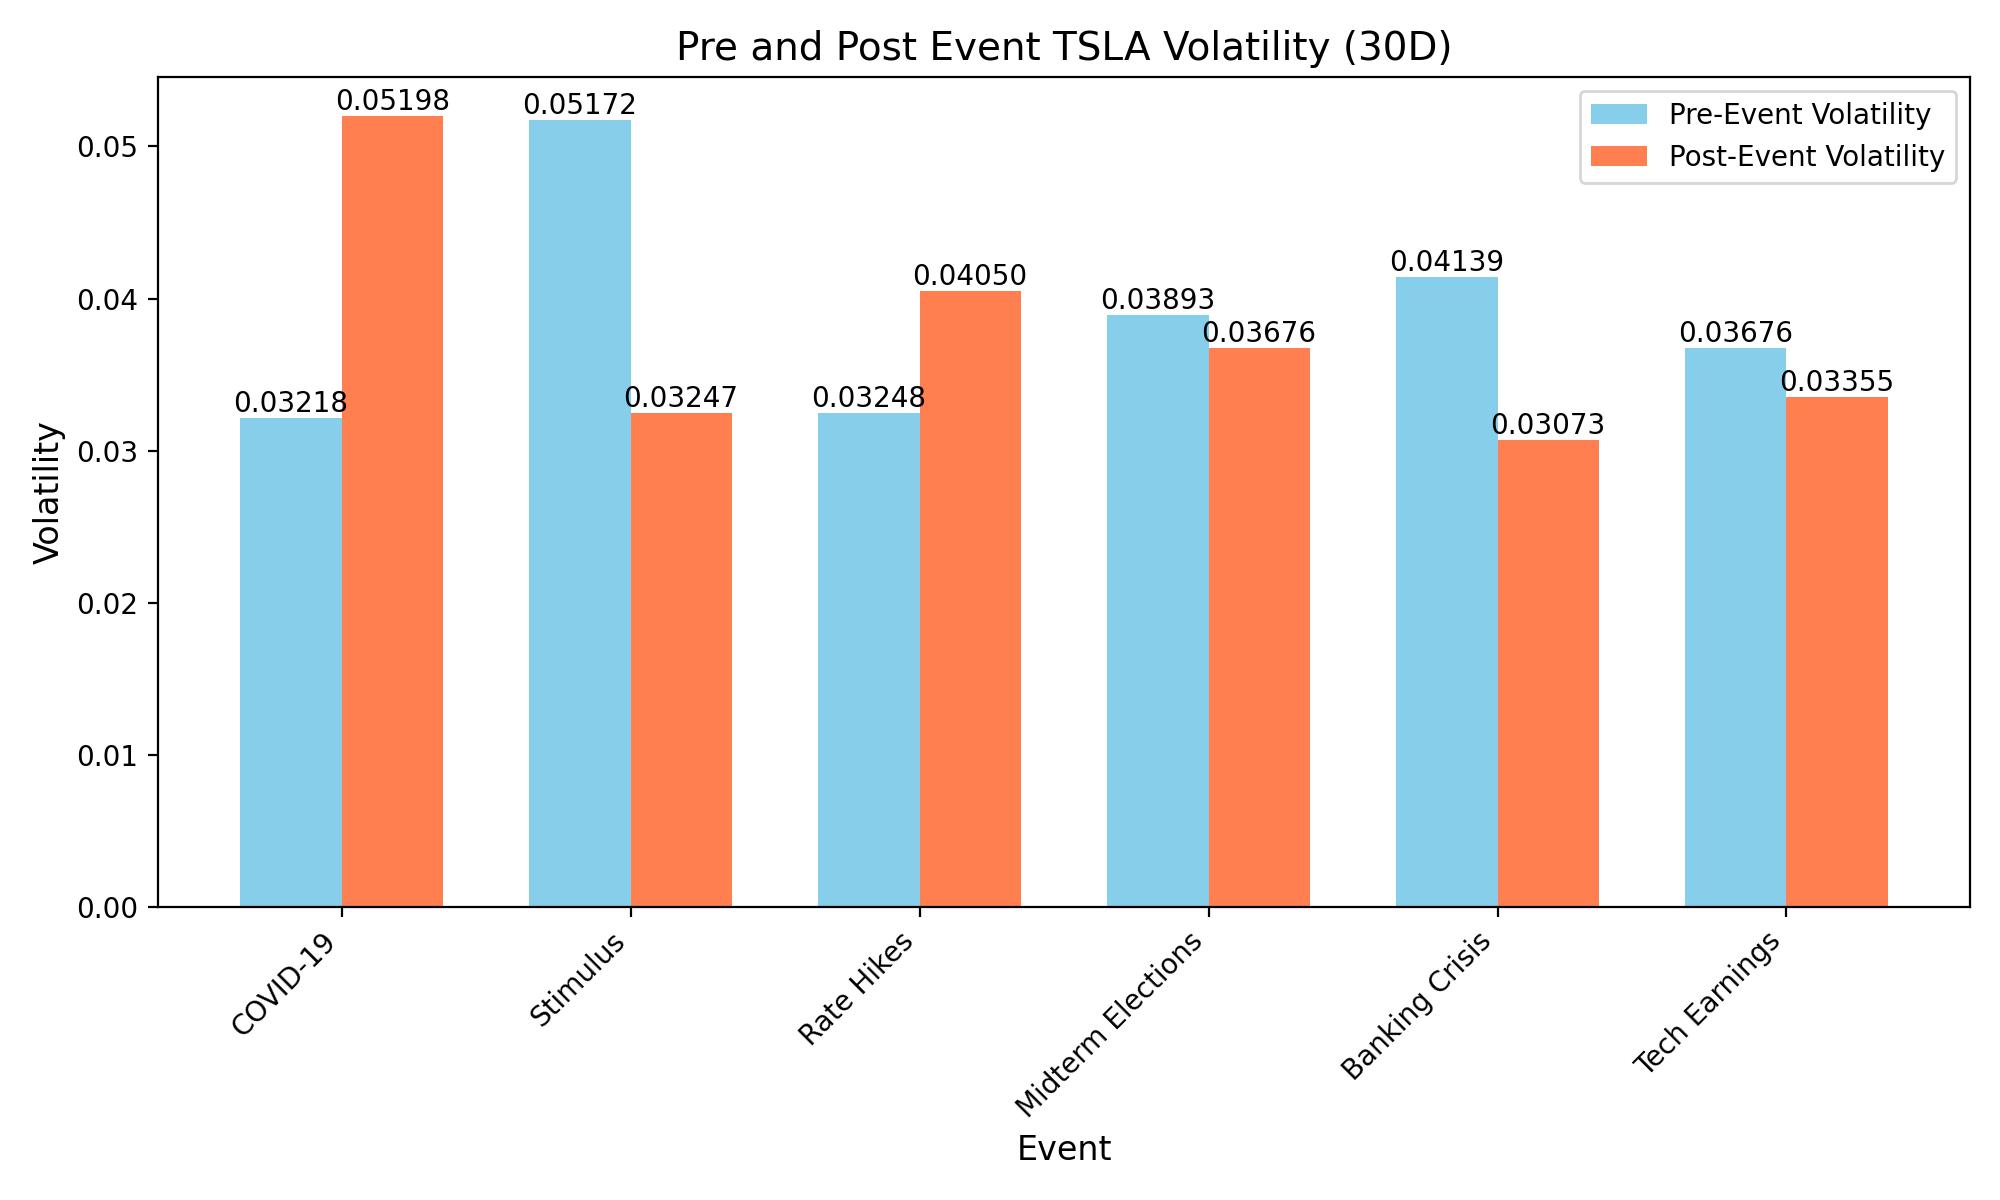 Pre and Post Event TSLA Volatility (30D)
Pre-Event Volatility
Post-Event Volatility
Volatility
0.05
0.04
0.03
0.02
0.01
0.00
0.03218
0.05198
0.05172
0.03247
0.03248
0.04050
0.03893
0.03676
0.04139
0.03073
0.03676
0.03355
COVID-19
Stimulus
Rate Hikes
Midterm Elections
Banking Crisis
Tech Earnings
Event